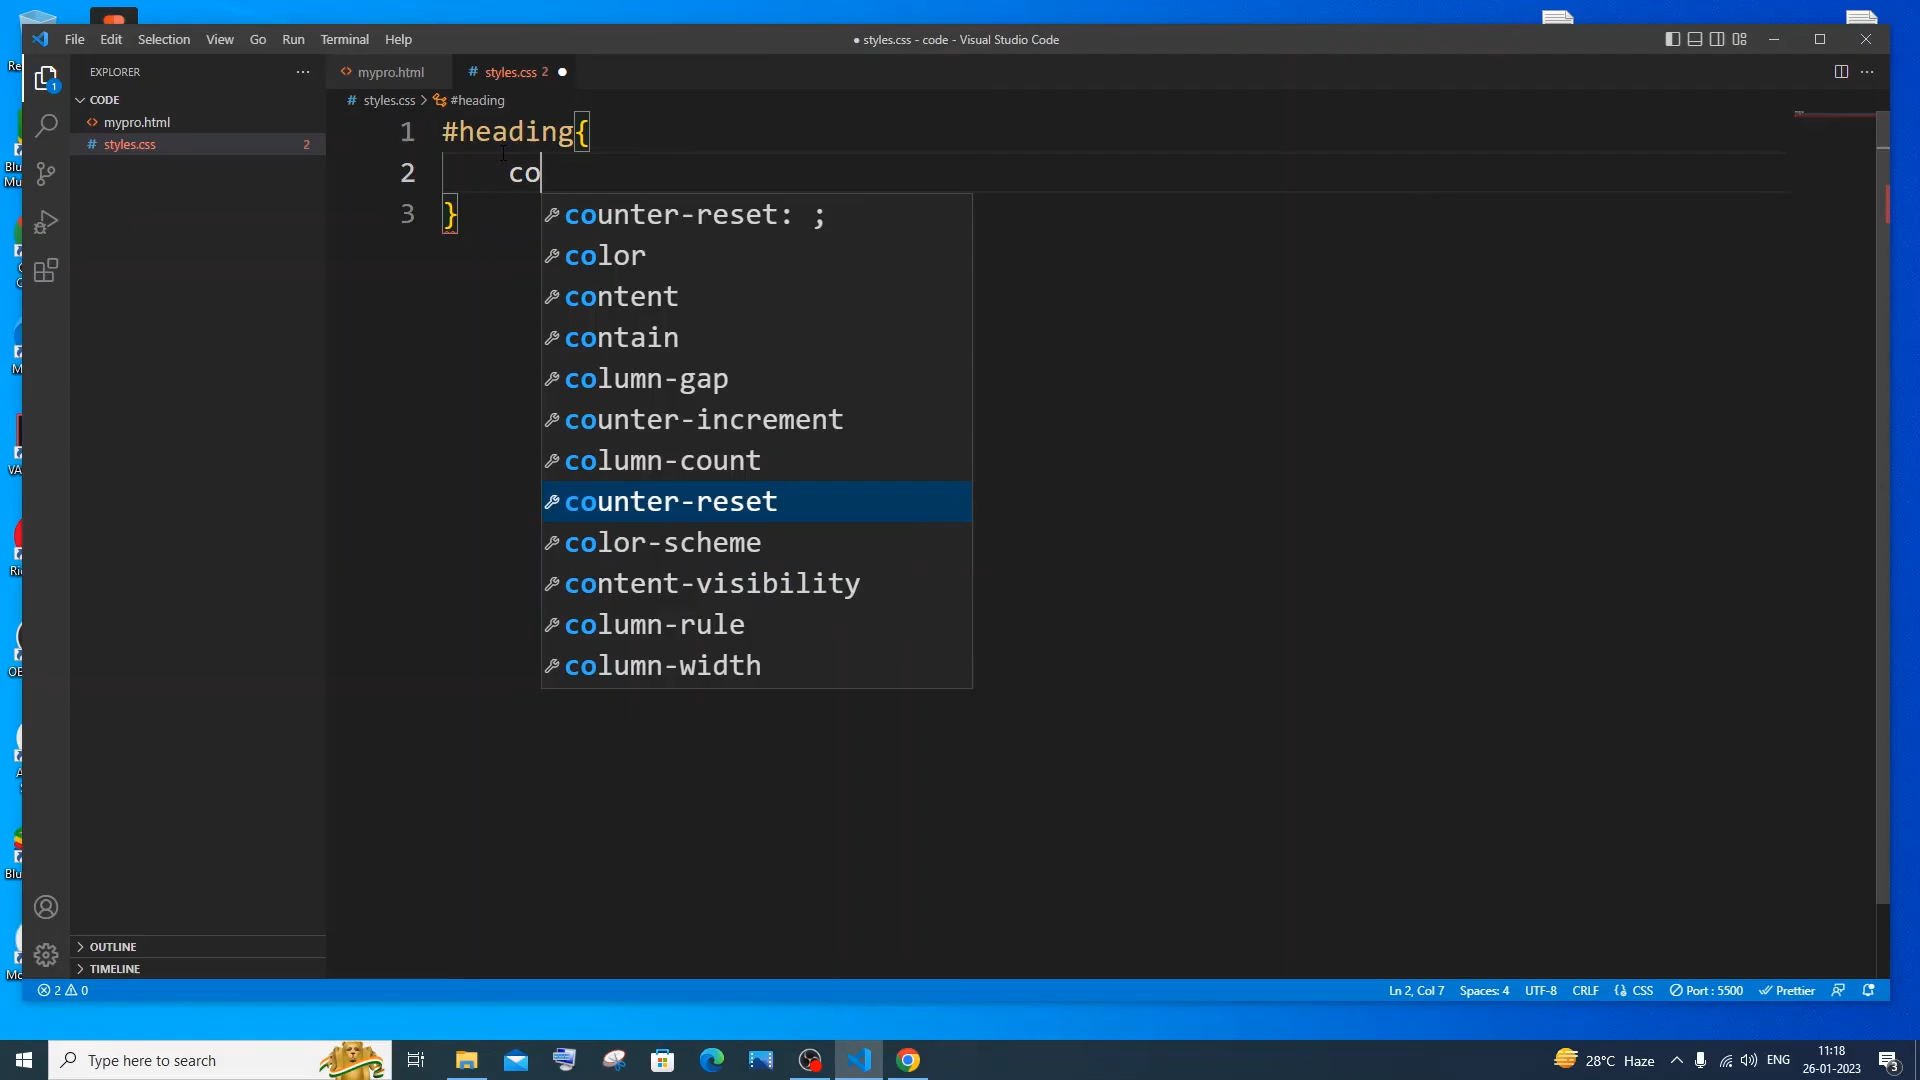 File Edit Selection View Go Run Terminal Help
● styles.css - code - Visual Studio Code
EXPLORER
mypro.html
# styles.css 2 ●
CODE
# styles.css > #heading
mypro.html
# styles.css 2
1 #heading{
2 co
3 }
counter-reset: ;
color
content
contain
column-gap
counter-increment
column-count
counter-reset
color-scheme
content-visibility
column-rule
column-width
OUTLINE
TIMELINE
2 0
Ln 2, Col 7 Spaces: 4 UTF-8 CRLF CSS Port : 5500 Prettier
Type here to search
28°C Haze ENG
11:18
26-01-2023
3